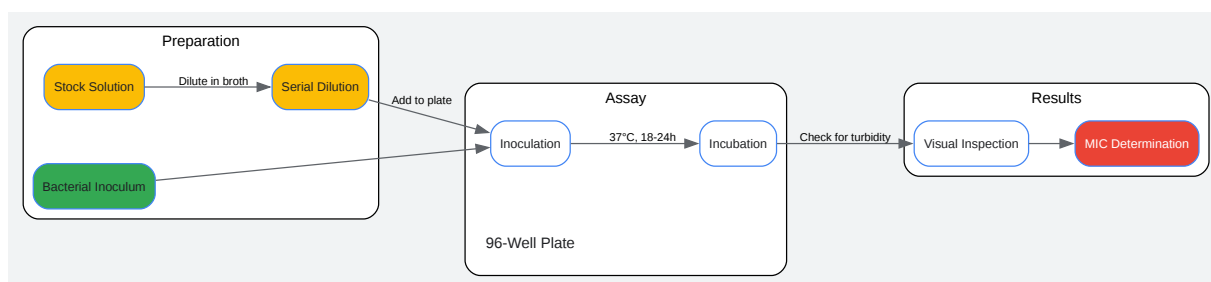 Preparation
Stock Solution
Dilute in broth
Serial Dilution
Bacterial Inoculum
Add to plate
Assay
Inoculation
37°C, 18-24h
Incubation
96-Well Plate
Check for turbidity
Results
Visual Inspection
MIC Determination